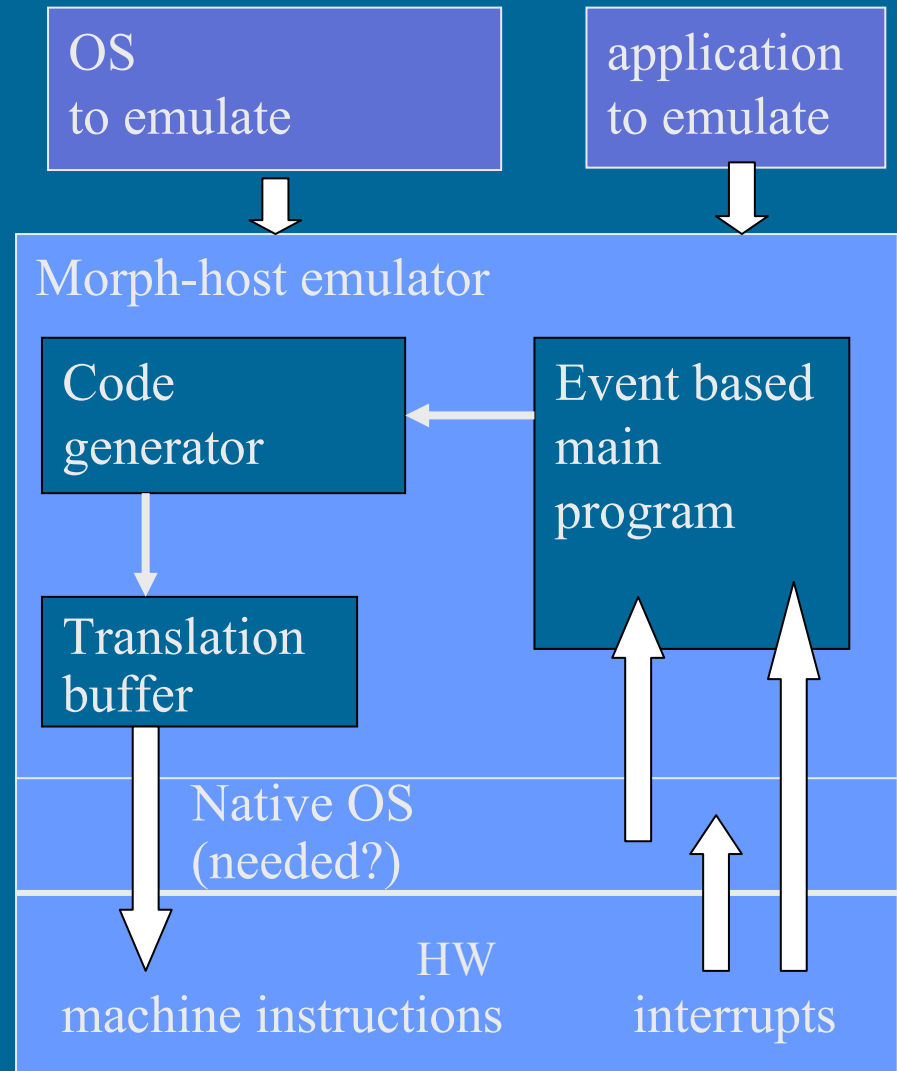 OS
to emulate
application
to emulate
Morph-host emulator
Code
generator
Event based
main
program
Translation
buffer
Native OS
(needed?)
HW
machine instructions
interrupts